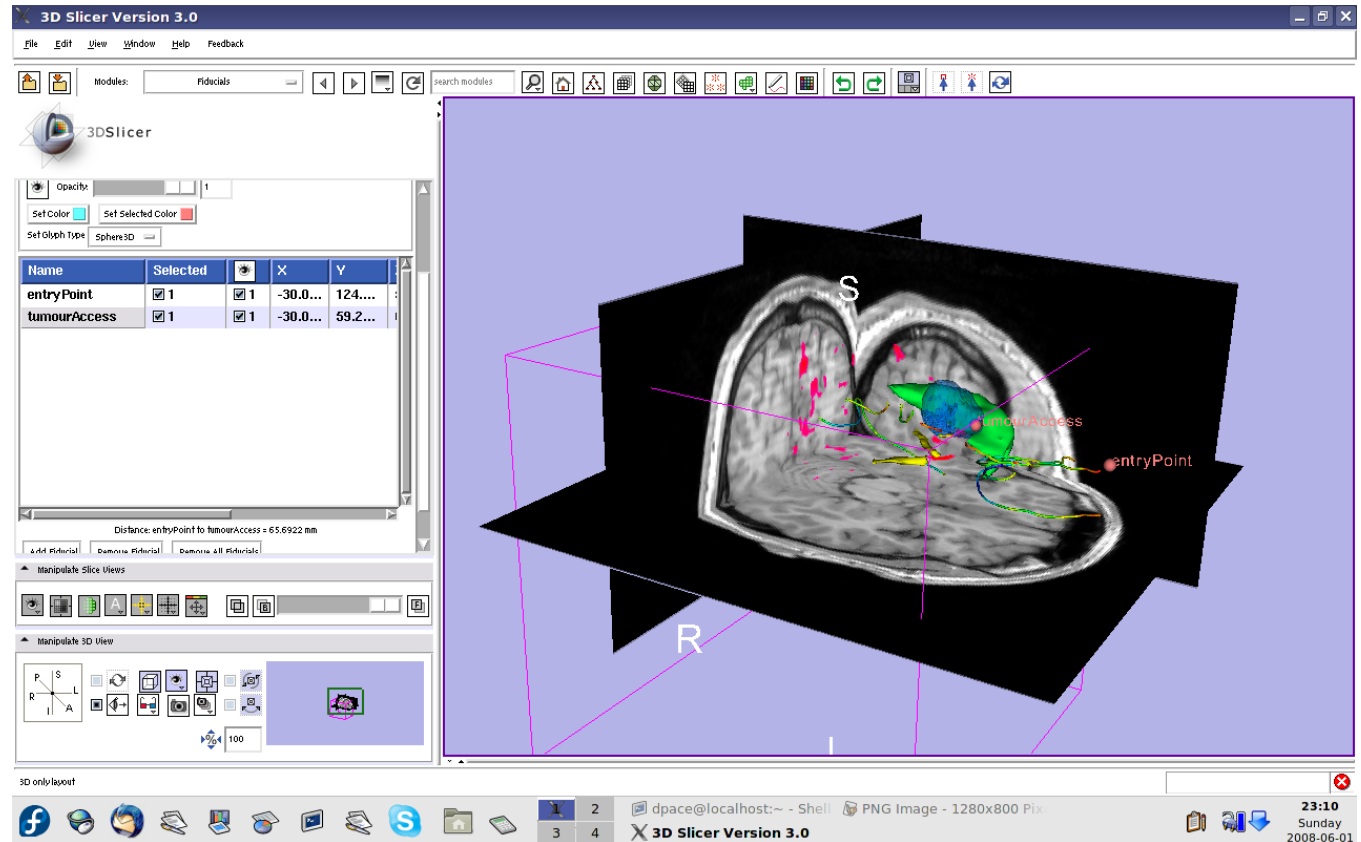 3D Slicer Version 3.0
File Edit View Window Help Feedback
Modules: Fiducials search modules
3DSlicer
Opacity: 1
Set Color Set Selected Color
Set Glyph Type Sphere3D
Name Selected X Y
entryPoint 1 1 -30.0... 124....
tumourAccess 1 1 -30.0... 59.2...
Distance: entryPoint to tumourAccess = 65.6922 mm
Add Fiducial Remove Fiducial Remove All Fiducials
Manipulate Slice Views
Manipulate 3D View
P S
R L
I A
% 100
S
tumourAccess
entryPoint
R
I
3D only layout
1 2
3 4
dpace@localhost:~ - Shell
PNG Image - 1280x800 Pix
3D Slicer Version 3.0
23:10
Sunday
2008-06-01